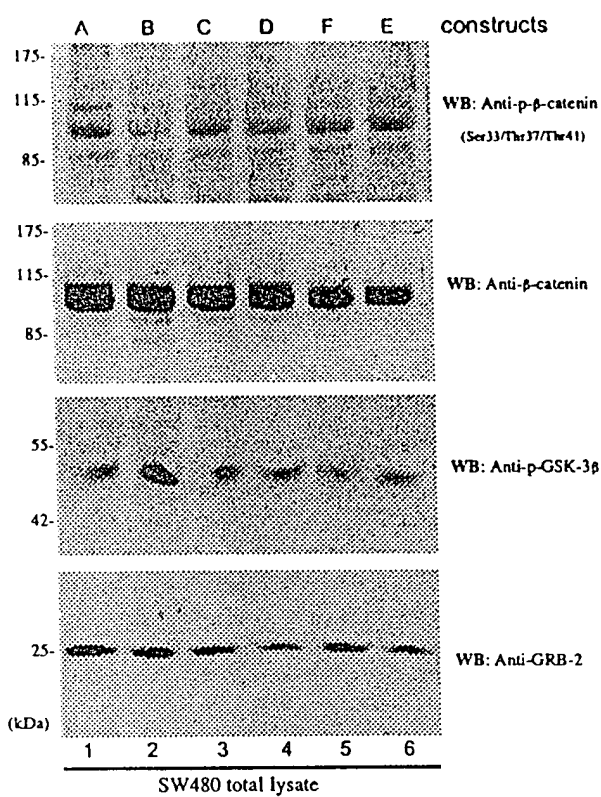 A B C D F E constructs
175-
115-
85-
WB: Anti-p-β-catenin
(Ser33/Thr37/Thr41)
175-
115-
85-
WB: Anti-β-catenin
55-
42-
WB: Anti-p-GSK-3β
25-
WB: Anti-GRB-2
(kDa)
1 2 3 4 5 6
SW480 total lysate